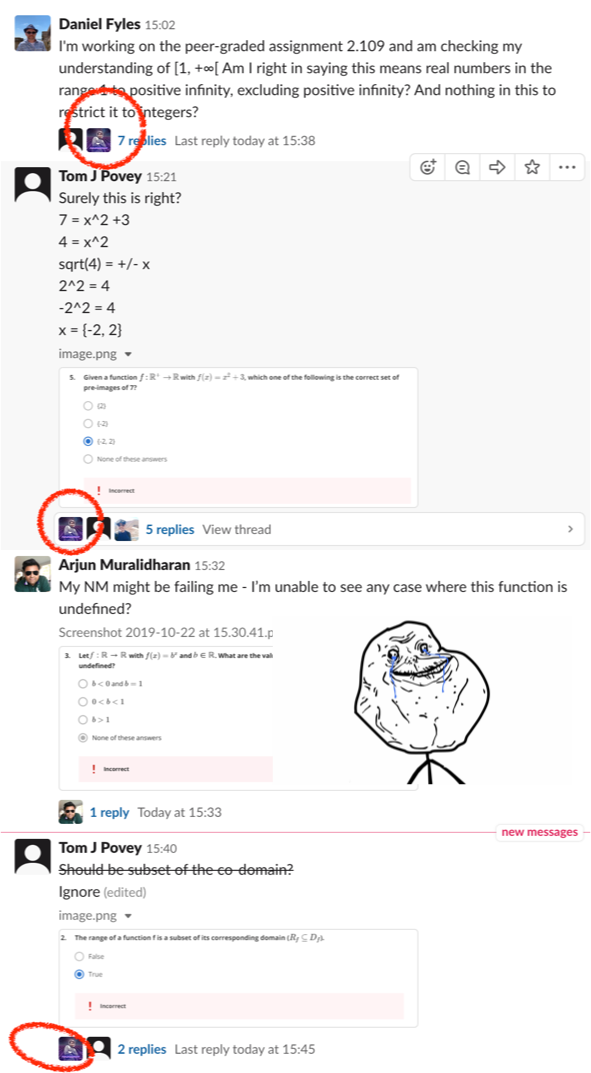 Daniel Fyles 15:02
I'm working on the peer-graded assignment 2.109 and am checking my
understanding of [1, +∞[ Am I right in saying this means real numbers in the
range 1 to positive infinity, excluding positive infinity? And nothing in this to
restrict it to integers?
7 replies Last reply today at 15:38
Tom J Povey 15:21
Surely this is right?
7 = x^2 +3
4 = x^2
sqrt(4) = +/- x
2^2 = 4
-2^2 = 4
x = {-2, 2}
image.png
5. Given a function f : ℝ⁺ → ℝ with f(x) = x² + 3, which one of the following is the correct set of
pre-images of 7?
{2}
{-2}
{-2, 2}
None of these answers
! Incorrect
5 replies View thread
Arjun Muralidharan 15:32
My NM might be failing me - I'm unable to see any case where this function is
undefined?
Screenshot 2019-10-22 at 15.30.41.p
3. Let f : ℝ → ℝ with f(x) = bˣ and b ∈ ℝ. What are the val
undefined?
b < 0 and b = 1
0 < b < 1
b > 1
None of these answers
! Incorrect
1 reply Today at 15:33
new messages
Tom J Povey 15:40
Should be subset of the co-domain?
Ignore (edited)
image.png
2. The range of a function f is a subset of its corresponding domain (R_f ⊆ D_f).
False
True
! Incorrect
2 replies Last reply today at 15:45